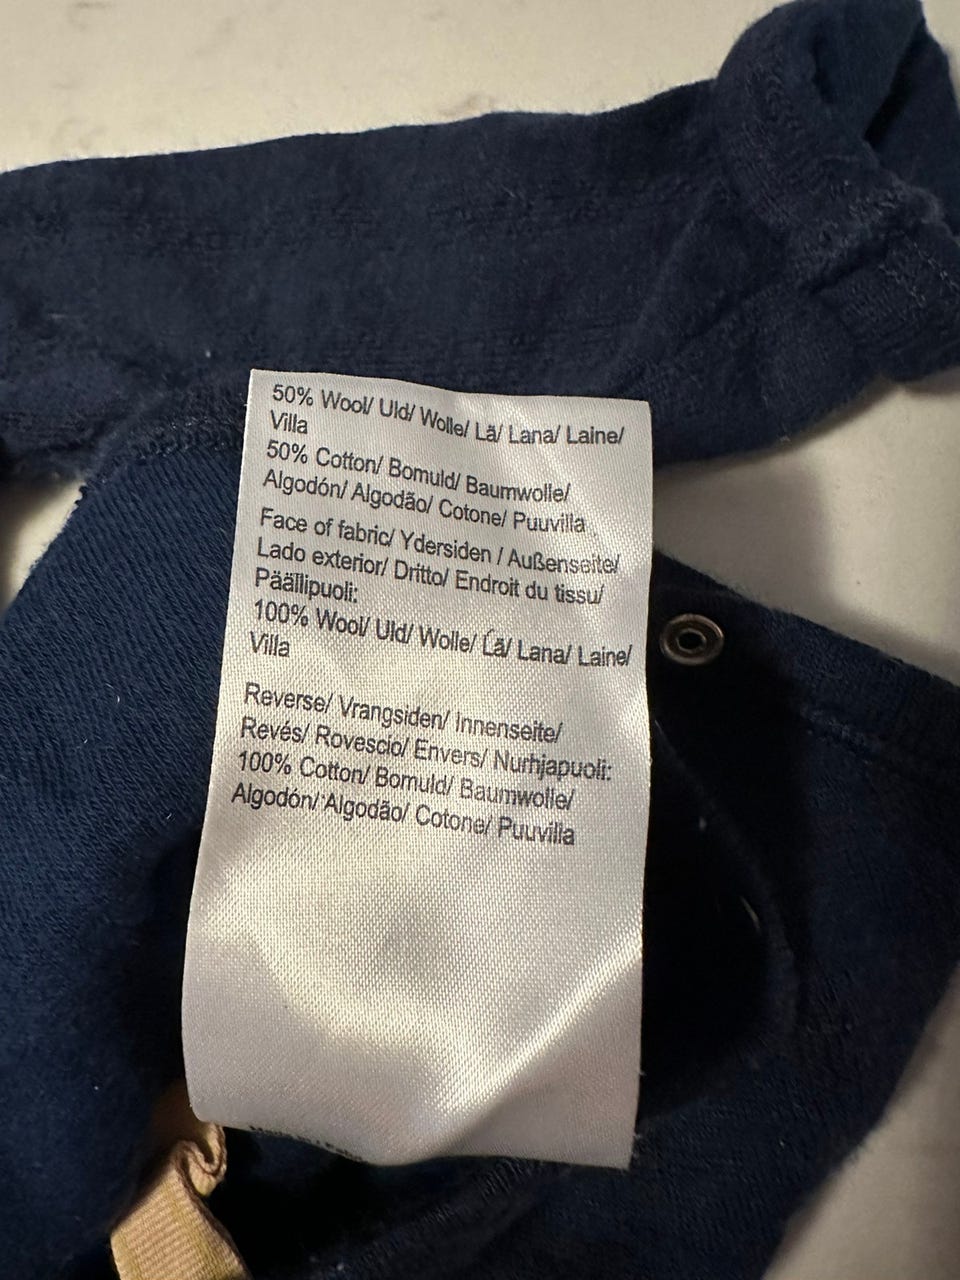 50% Wool/ Uld/ Wolle/ Lã/ Lana/ Laine/
Villa
50% Cotton/ Bomuld/ Baumwolle/
Algodón/ Algodão/ Cotone/ Puuvilla
Face of fabric/ Ydersiden / Außenseite/
Lado exterior/ Dritto/ Endroit du tissu/
Päällipuoli:
100% Wool/ Uld/ Wolle/ Lã/ Lana/ Laine/
Villa
Reverse/ Vrangsiden/ Innenseite/
Revés/ Rovescio/ Envers/ Nurhjapuoli:
100% Cotton/ Bomuld/ Baumwolle/
Algodón/ Algodão/ Cotone/ Puuvilla